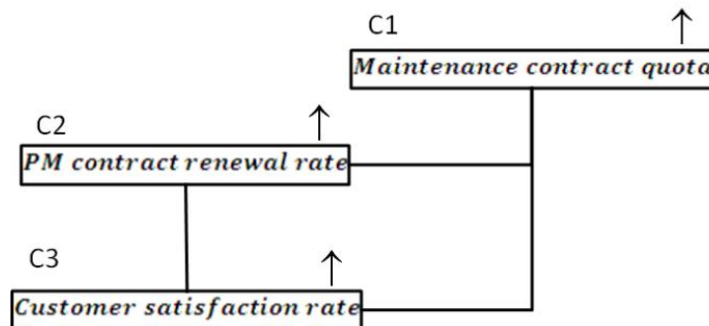 C1
Maintenance contract quota
C2
PM contract renewal rate
C3
Customer satisfaction rate